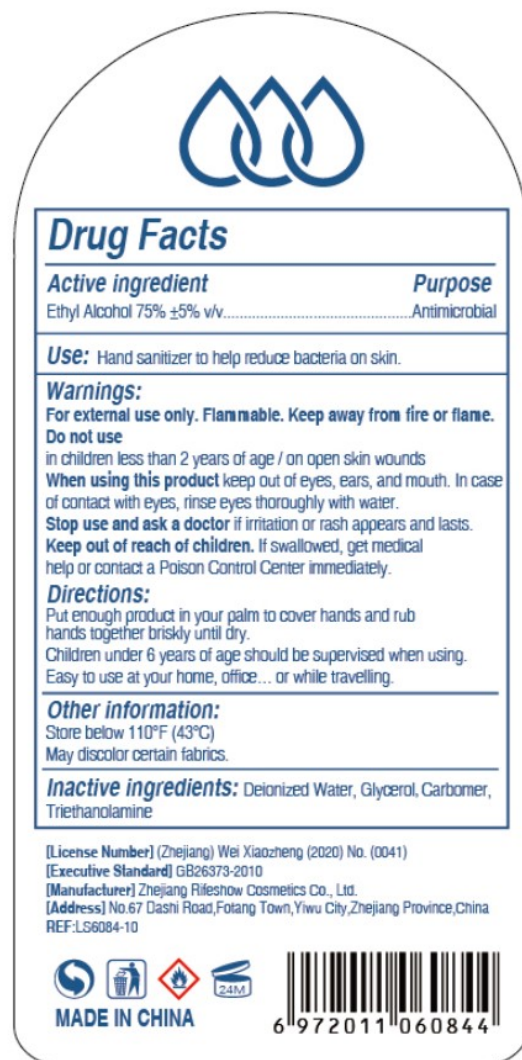 Drug Facts
Active ingredient Purpose
Ethyl Alcohol 75% ±5% v/v............................................Antimicrobial
Use: Hand sanitizer to help reduce bacteria on skin.
Warnings:
For external use only. Flammable. Keep away from fire or flame.
Do not use
in children less than 2 years of age / on open skin wounds
When using this product keep out of eyes, ears, and mouth. In case
of contact with eyes, rinse eyes thoroughly with water.
Stop use and ask a doctor if irritation or rash appears and lasts.
Keep out of reach of children. If swallowed, get medical
help or contact a Poison Control Center immediately.
Directions:
Put enough product in your palm to cover hands and rub
hands together briskly until dry.
Children under 6 years of age should be supervised when using.
Easy to use at your home, office... or while travelling.
Other information:
Store below 110°F (43°C)
May discolor certain fabrics.
Inactive ingredients: Deionized Water, Glycerol, Carbomer,
Triethanolamine
[License Number] (Zhejiang) Wei Xiaozheng (2020) No. (0041)
[Executive Standard] GB26373-2010
[Manufacturer] Zhejiang Rifeshow Cosmetics Co., Ltd.
[Address] No.67 Dashi Road,Fotang Town,Yiwu City,Zhejiang Province,China
REF:LS6084-10
24M
MADE IN CHINA
6 972011 060844